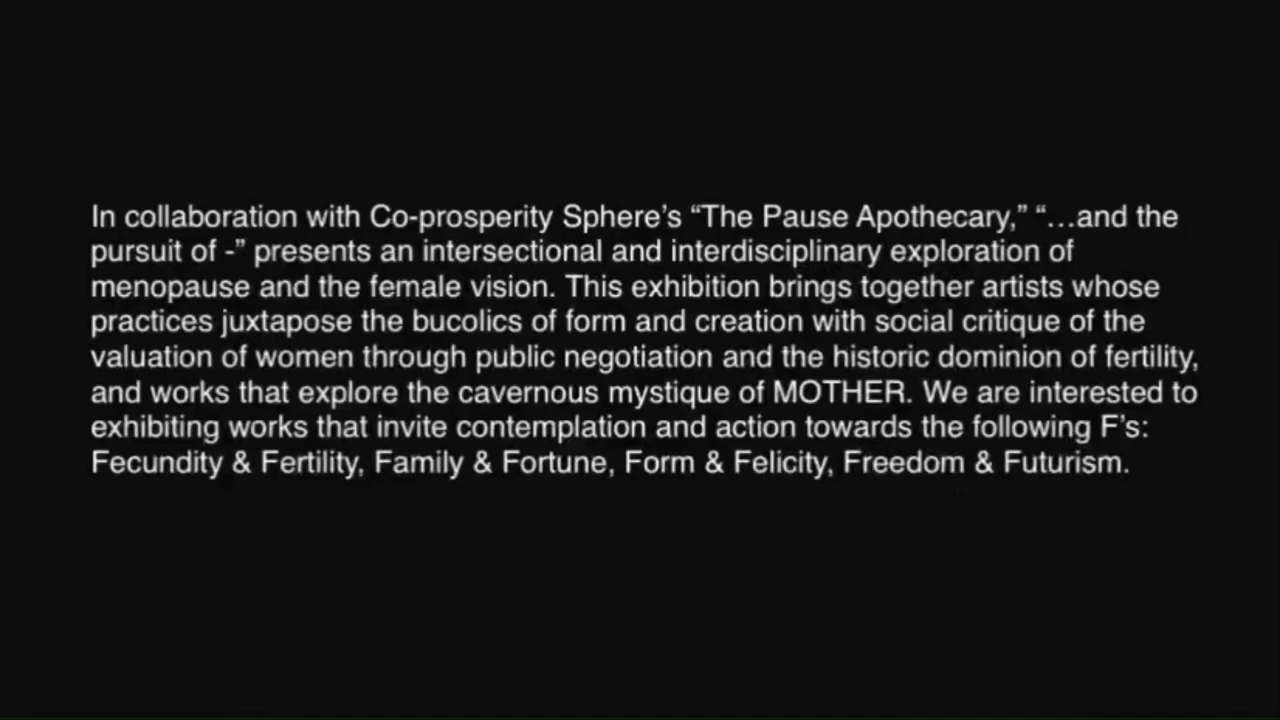 In collaboration with Co-prosperity Sphere’s “The Pause Apothecary,” “…and the
pursuit of -” presents an intersectional and interdisciplinary exploration of
menopause and the female vision. This exhibition brings together artists whose
practices juxtapose the bucolics of form and creation with social critique of the
valuation of women through public negotiation and the historic dominion of fertility,
and works that explore the cavernous mystique of MOTHER. We are interested to
exhibiting works that invite contemplation and action towards the following F’s:
Fecundity & Fertility, Family & Fortune, Form & Felicity, Freedom & Futurism.